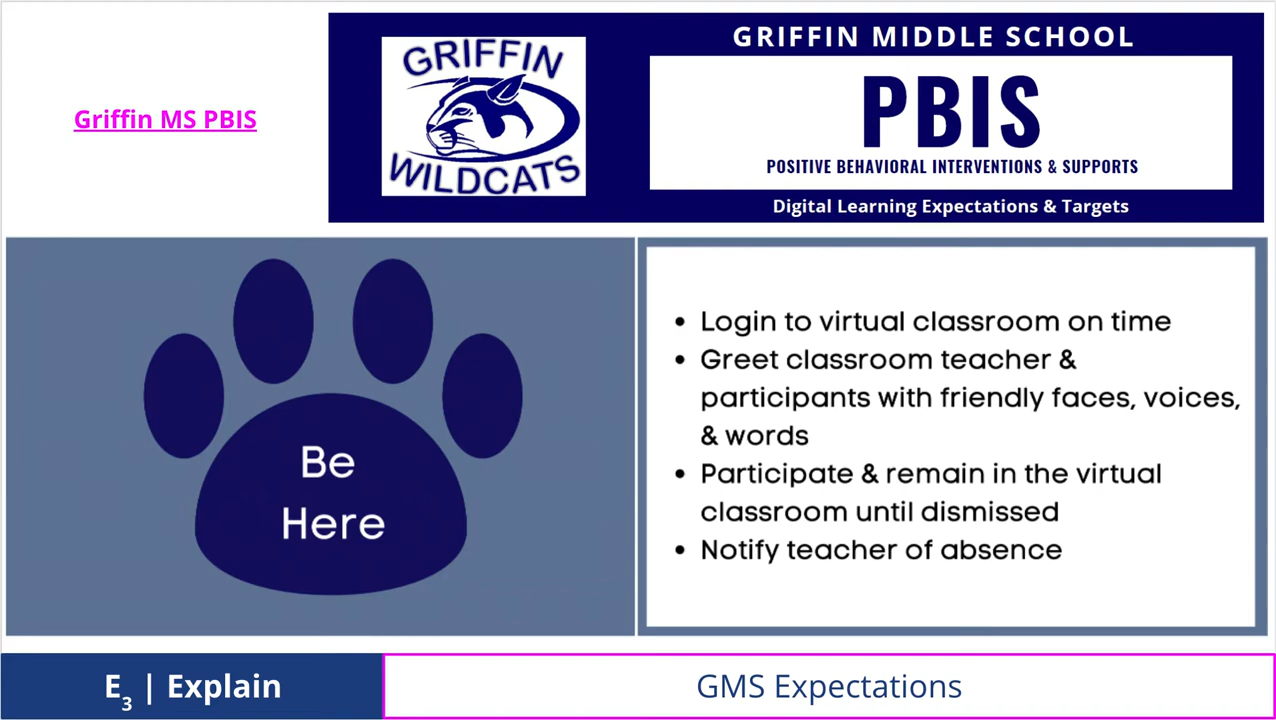 Griffin MS PBIS
GRIFFIN
WILDCATS
GRIFFIN MIDDLE SCHOOL
PBIS
POSITIVE BEHAVIORAL INTERVENTIONS & SUPPORTS
Digital Learning Expectations & Targets
Be
Here
• Login to virtual classroom on time
• Greet classroom teacher &
participants with friendly faces, voices,
& words
• Participate & remain in the virtual
classroom until dismissed
• Notify teacher of absence
E3 | Explain
GMS Expectations